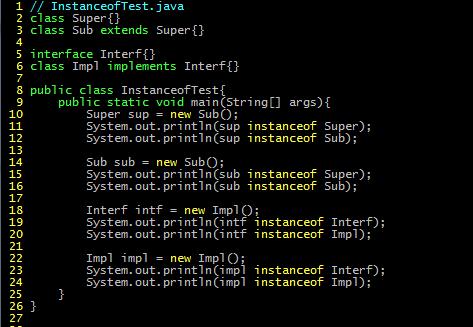 1 // InstanceofTest.java
2 class Super{}
3 class Sub extends Super{}
4
5 interface Interf{}
6 class Impl implements Interf{}
7
8 public class InstanceofTest{
9     public static void main(String[] args){
10         Super sup = new Sub();
11         System.out.println(sup instanceof Super);
12         System.out.println(sup instanceof Sub);
13
14         Sub sub = new Sub();
15         System.out.println(sub instanceof Super);
16         System.out.println(sub instanceof Sub);
17
18         Interf intf = new Impl();
19         System.out.println(intf instanceof Interf);
20         System.out.println(intf instanceof Impl);
21
22         Impl impl = new Impl();
23         System.out.println(impl instanceof Interf);
24         System.out.println(impl instanceof Impl);
25     }
26 }
27